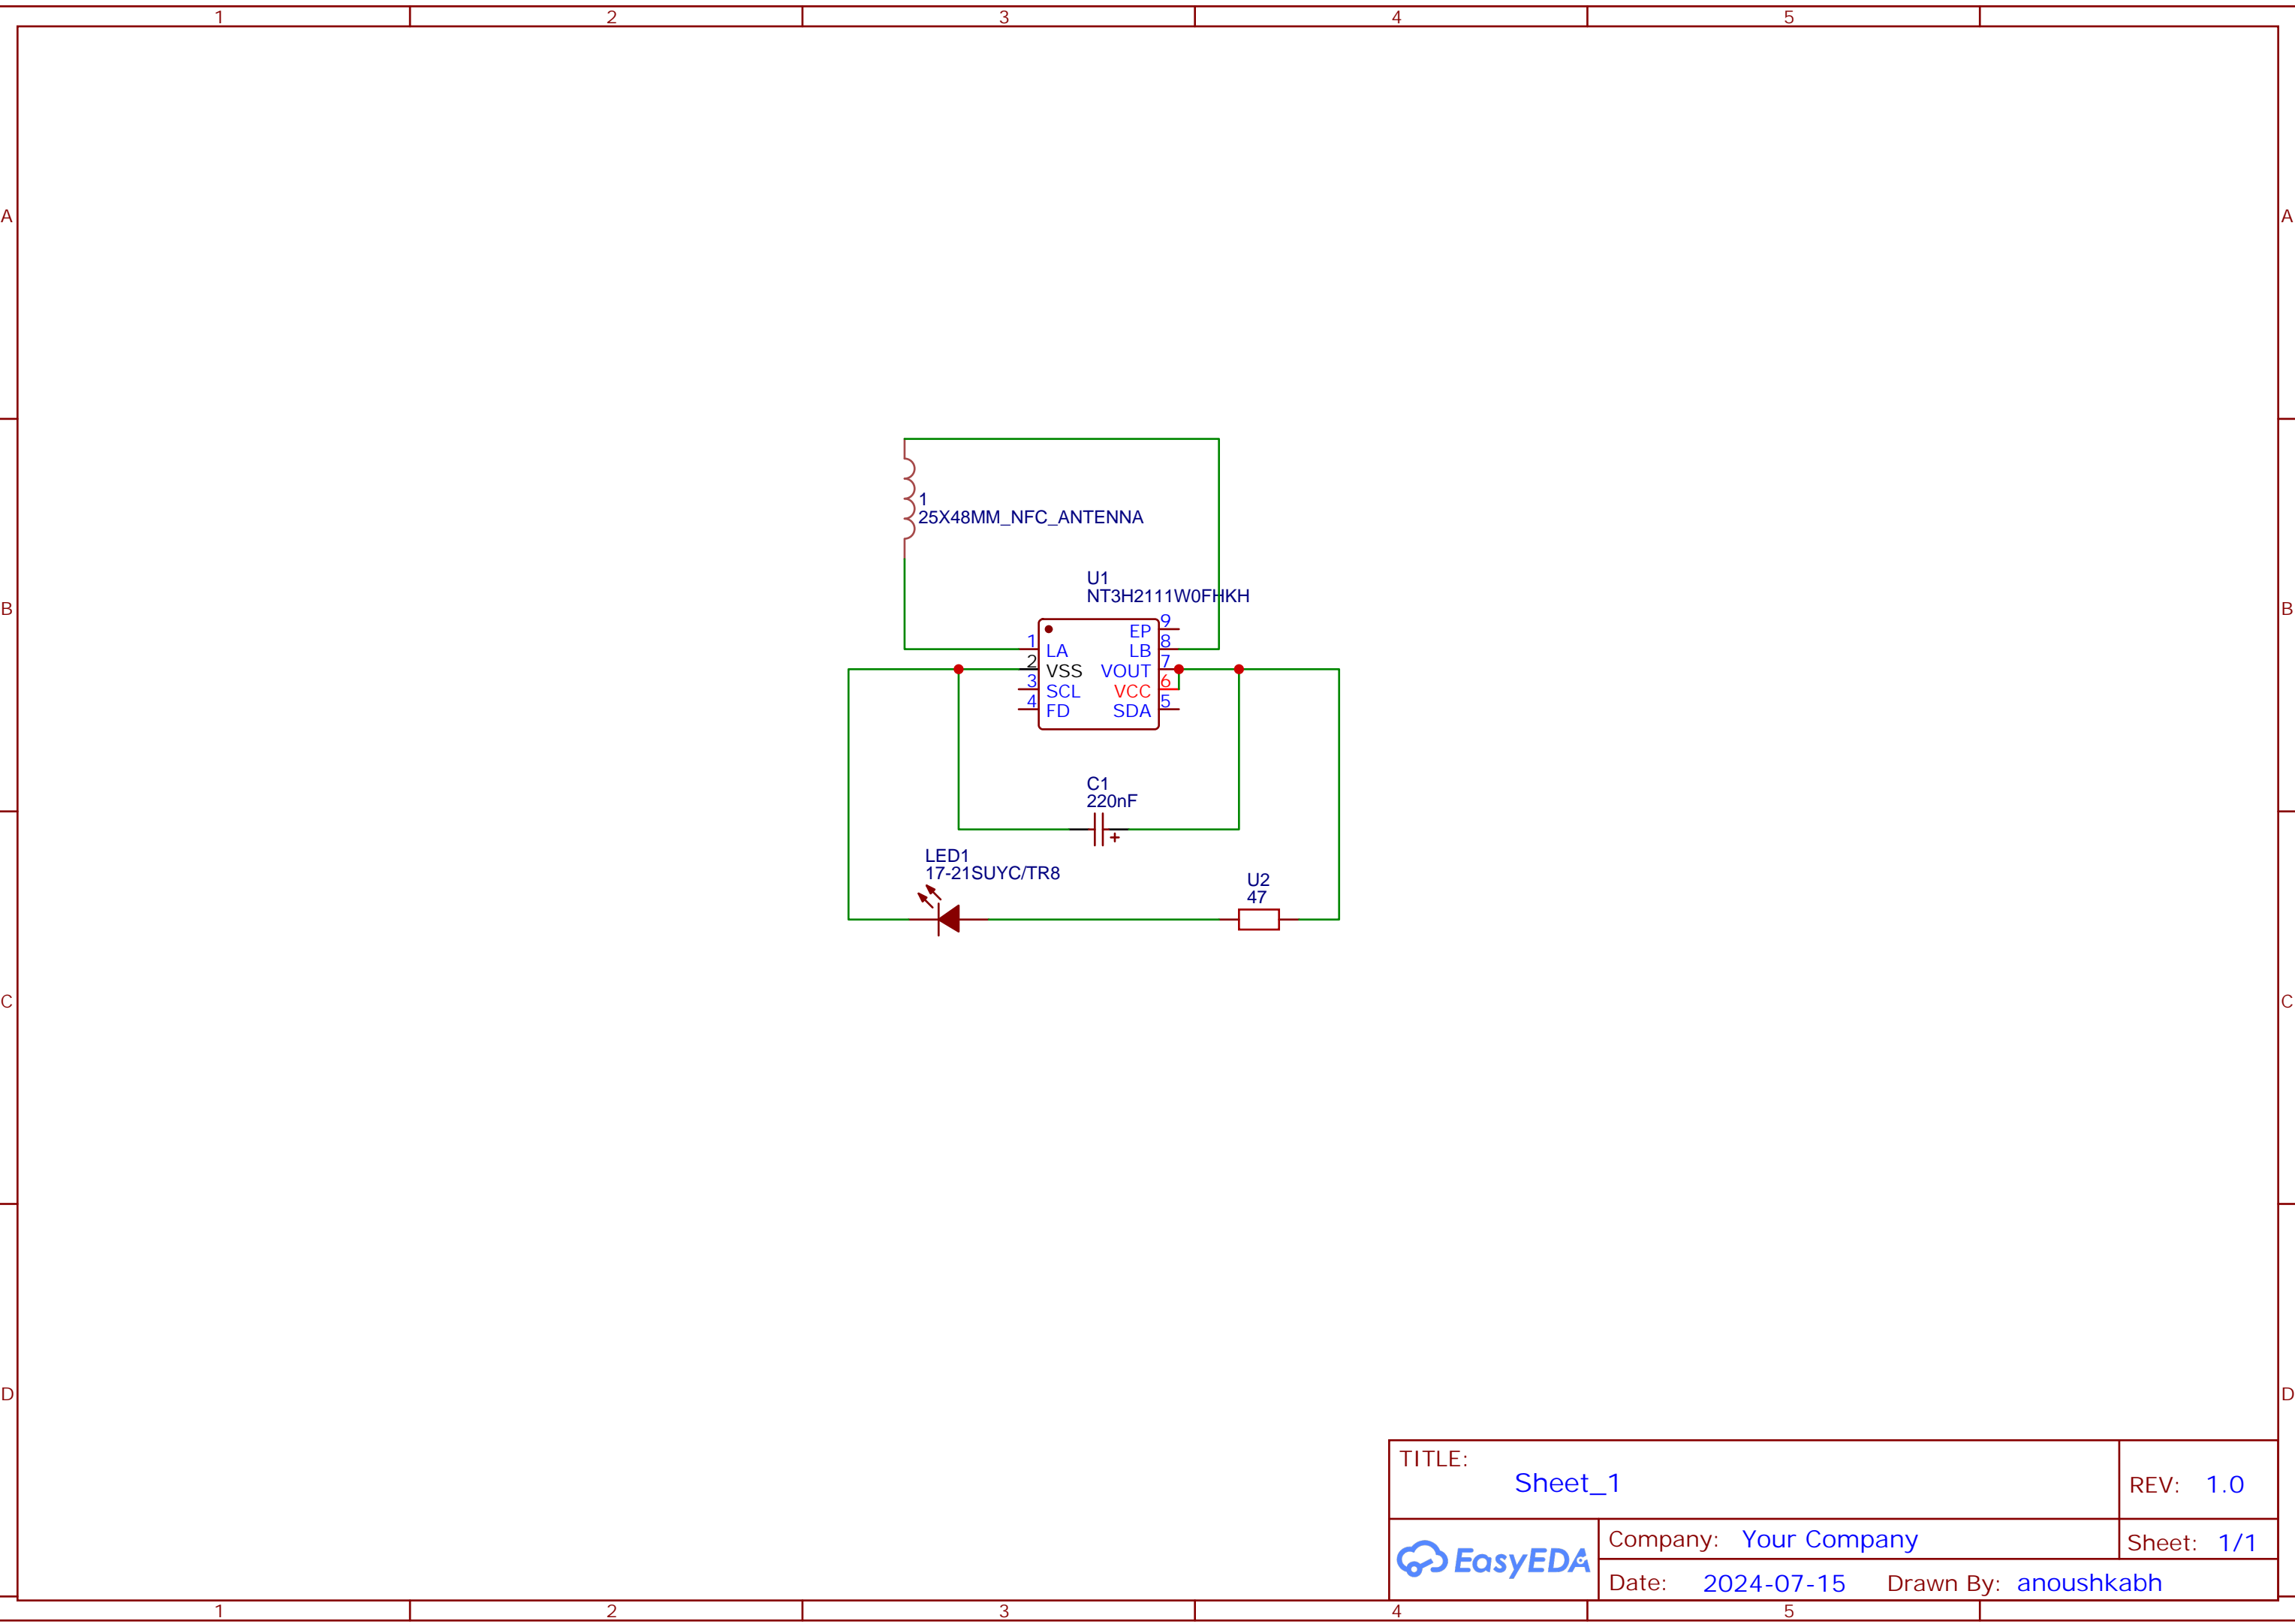 1 2 3 4 5
A A
1
25X48MM_NFC_ANTENNA
U1
NT3H2111W0FHKH
B B
EP 9
1 LA LB 8
2 VSS VOUT 7
3 SCL VCC 6
4 FD SDA 5
C1
220nF
LED1
17-21SUYC/TR8
U2
47
C C
D D
TITLE:
Sheet_1
REV: 1.0
EasyEDA
Company: Your Company
Sheet: 1/1
Date: 2024-07-15 Drawn By: anoushkabh
1 2 3 4 5